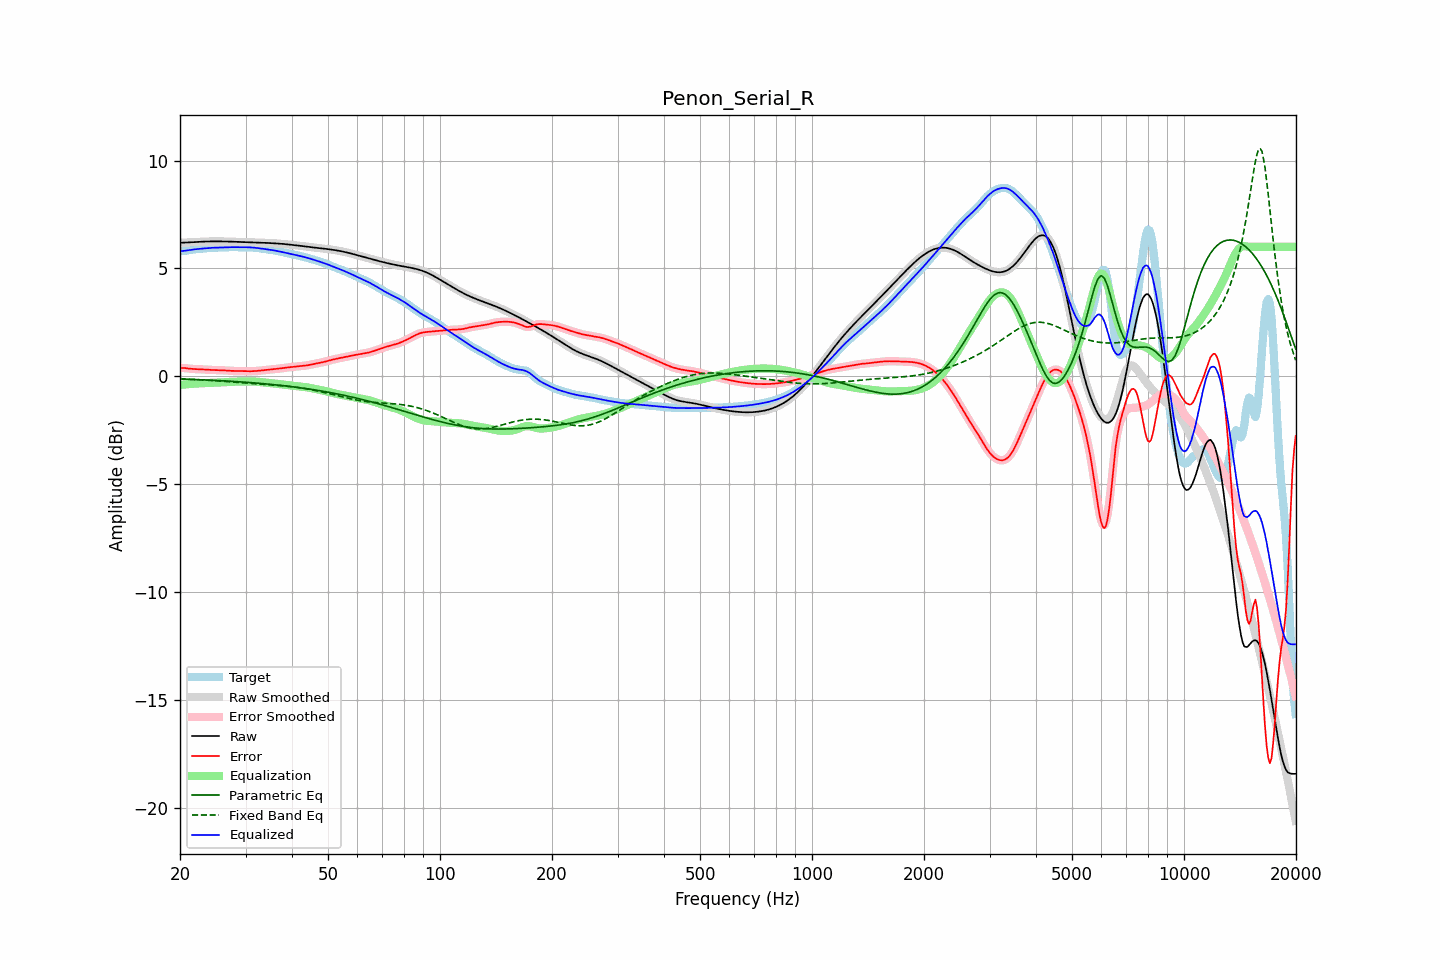 Penon_Serial_R
Amplitude (dBr)
10
5
0
−5
−10
−15
−20
Target
Raw Smoothed
Error Smoothed
Raw
Error
Equalization
Parametric Eq
Fixed Band Eq
Equalized
20
50
100
200
500
1000
2000
5000
10000
20000
Frequency (Hz)